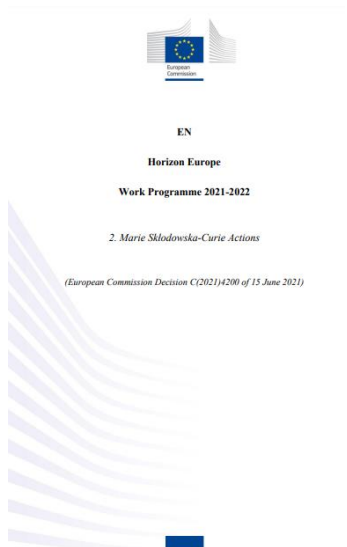 European
Commission
EN
Horizon Europe
Work Programme 2021-2022
2. Marie Skłodowska-Curie Actions
(European Commission Decision C(2021)4200 of 15 June 2021)